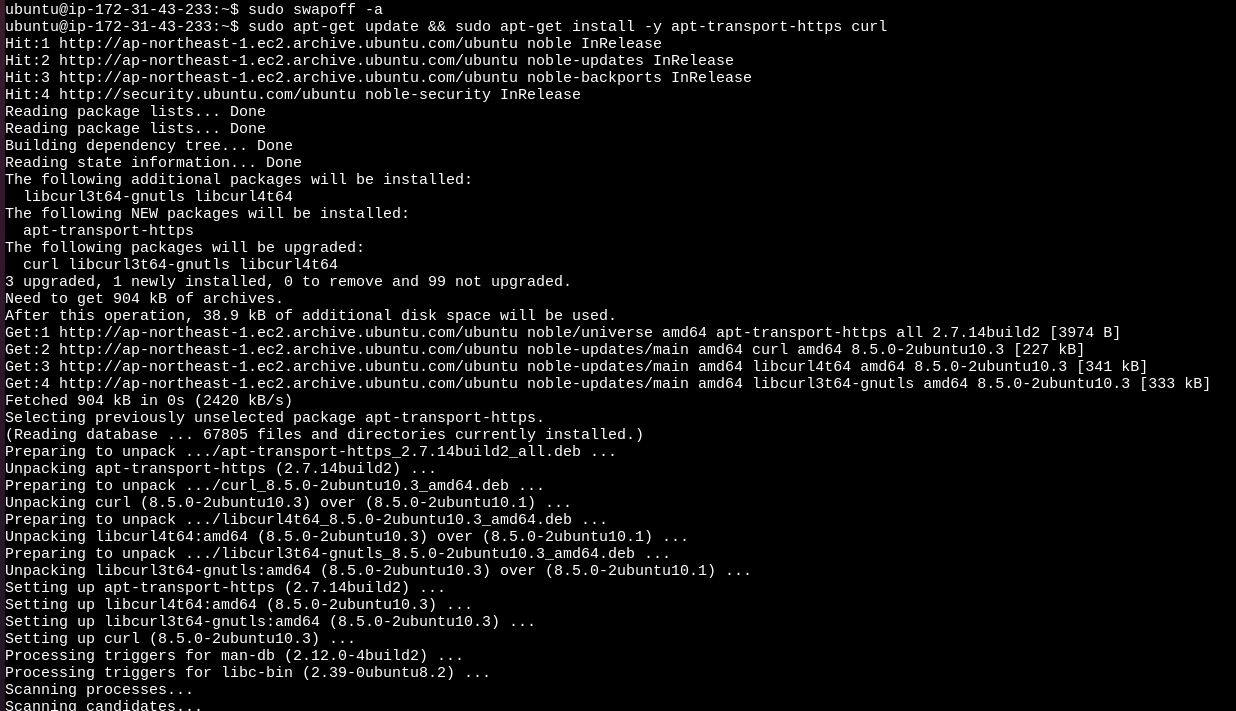 ubuntu@ip-172-31-43-233:~$ sudo swapoff -a
ubuntu@ip-172-31-43-233:~$ sudo apt-get update && sudo apt-get install -y apt-transport-https curl
Hit:1 http://ap-northeast-1.ec2.archive.ubuntu.com/ubuntu noble InRelease
Hit:2 http://ap-northeast-1.ec2.archive.ubuntu.com/ubuntu noble-updates InRelease
Hit:3 http://ap-northeast-1.ec2.archive.ubuntu.com/ubuntu noble-backports InRelease
Hit:4 http://security.ubuntu.com/ubuntu noble-security InRelease
Reading package lists... Done
Reading package lists... Done
Building dependency tree... Done
Reading state information... Done
The following additional packages will be installed:
  libcurl3t64-gnutls libcurl4t64
The following NEW packages will be installed:
  apt-transport-https
The following packages will be upgraded:
  curl libcurl3t64-gnutls libcurl4t64
3 upgraded, 1 newly installed, 0 to remove and 99 not upgraded.
Need to get 904 kB of archives.
After this operation, 38.9 kB of additional disk space will be used.
Get:1 http://ap-northeast-1.ec2.archive.ubuntu.com/ubuntu noble/universe amd64 apt-transport-https all 2.7.14build2 [3974 B]
Get:2 http://ap-northeast-1.ec2.archive.ubuntu.com/ubuntu noble-updates/main amd64 curl amd64 8.5.0-2ubuntu10.3 [227 kB]
Get:3 http://ap-northeast-1.ec2.archive.ubuntu.com/ubuntu noble-updates/main amd64 libcurl4t64 amd64 8.5.0-2ubuntu10.3 [341 kB]
Get:4 http://ap-northeast-1.ec2.archive.ubuntu.com/ubuntu noble-updates/main amd64 libcurl3t64-gnutls amd64 8.5.0-2ubuntu10.3 [333 kB]
Fetched 904 kB in 0s (2420 kB/s)
Selecting previously unselected package apt-transport-https.
(Reading database ... 67805 files and directories currently installed.)
Preparing to unpack .../apt-transport-https_2.7.14build2_all.deb ...
Unpacking apt-transport-https (2.7.14build2) ...
Preparing to unpack .../curl_8.5.0-2ubuntu10.3_amd64.deb ...
Unpacking curl (8.5.0-2ubuntu10.3) over (8.5.0-2ubuntu10.1) ...
Preparing to unpack .../libcurl4t64_8.5.0-2ubuntu10.3_amd64.deb ...
Unpacking libcurl4t64:amd64 (8.5.0-2ubuntu10.3) over (8.5.0-2ubuntu10.1) ...
Preparing to unpack .../libcurl3t64-gnutls_8.5.0-2ubuntu10.3_amd64.deb ...
Unpacking libcurl3t64-gnutls:amd64 (8.5.0-2ubuntu10.3) over (8.5.0-2ubuntu10.1) ...
Setting up apt-transport-https (2.7.14build2) ...
Setting up libcurl4t64:amd64 (8.5.0-2ubuntu10.3) ...
Setting up libcurl3t64-gnutls:amd64 (8.5.0-2ubuntu10.3) ...
Setting up curl (8.5.0-2ubuntu10.3) ...
Processing triggers for man-db (2.12.0-4build2) ...
Processing triggers for libc-bin (2.39-0ubuntu8.2) ...
Scanning processes...
Scanning candidates...